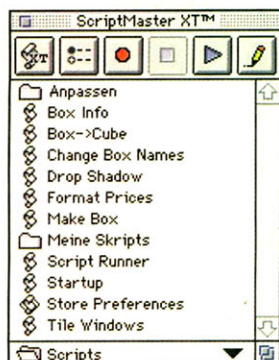 ScriptMaster XT™
XT
Anpassen
Box Info
Box->Cube
Change Box Names
Drop Shadow
Format Prices
Make Box
Meine Skripts
Script Runner
Startup
Store Preferences
Tile Windows
Scripts